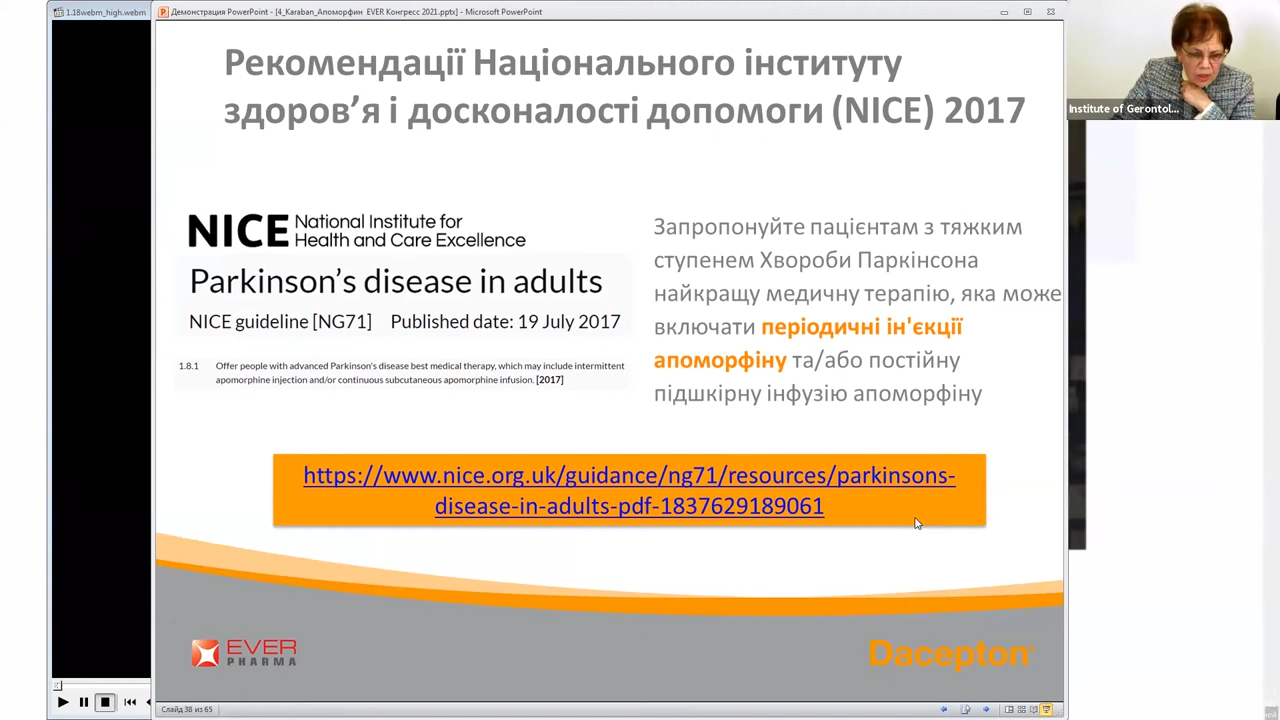 1.18webm_high.webm
Демонстрация PowerPoint - [4_Karaban_Апоморфин EVER Конгресс 2021.pptx] - Microsoft PowerPoint
Institute of Gerontol...
Рекомендації Національного інституту
здоров’я і досконалості допомоги (NICE) 2017
NICE National Institute for
Health and Care Excellence
Parkinson’s disease in adults
NICE guideline [NG71] Published date: 19 July 2017
1.8.1 Offer people with advanced Parkinson's disease best medical therapy, which may include intermittent
apomorphine injection and/or continuous subcutaneous apomorphine infusion. [2017]
Запропонуйте пацієнтам з тяжким
ступенем Хвороби Паркінсона
найкращу медичну терапію, яка може
включати періодичні ін'єкції
апоморфіну та/або постійну
підшкірну інфузію апоморфіну
https://www.nice.org.uk/guidance/ng71/resources/parkinsons-
disease-in-adults-pdf-1837629189061
EVER
PHARMA
Dacepton®
Слайд 38 из 65